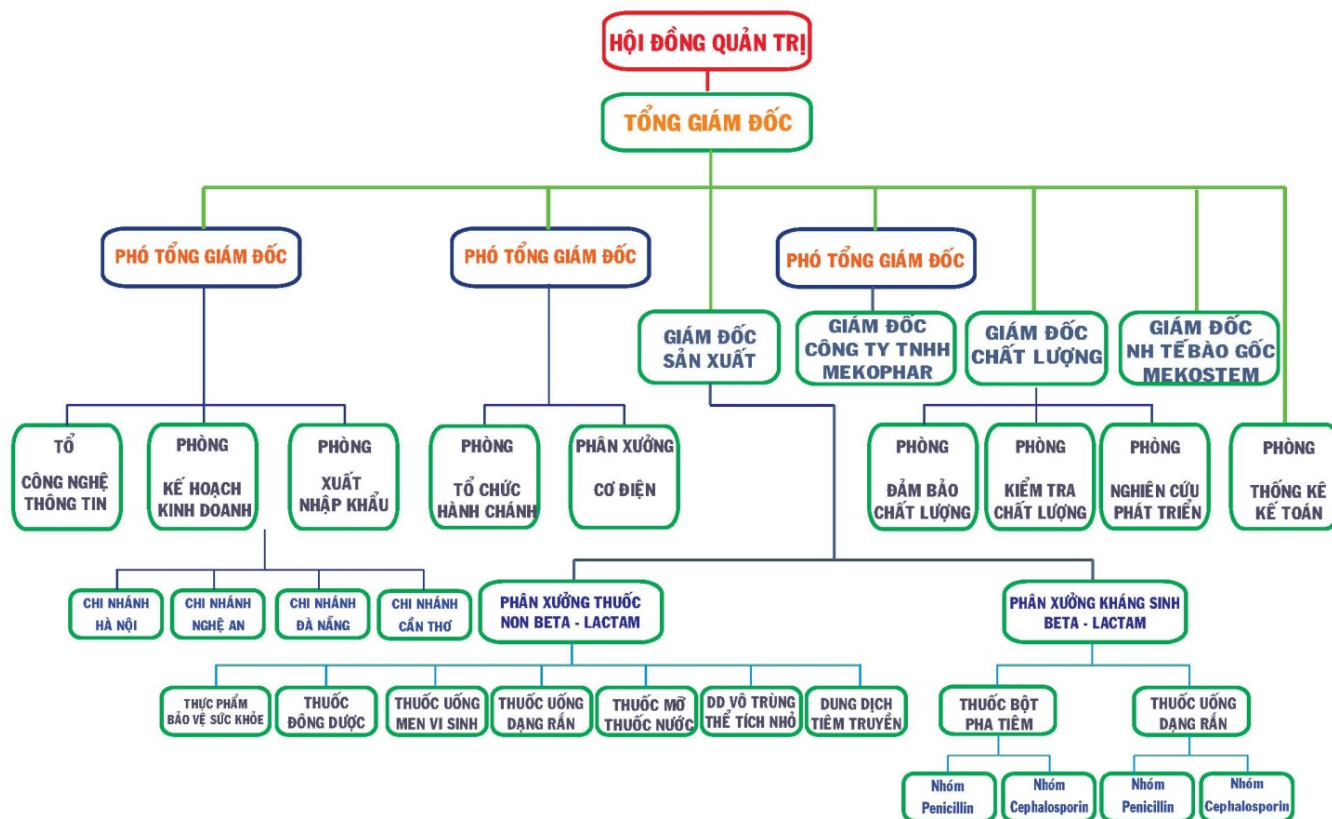 HỘI ĐỒNG QUẢN TRỊ
TỔNG GIÁM ĐỐC
PHÓ TỔNG GIÁM ĐỐC
PHÓ TỔNG GIÁM ĐỐC
PHÓ TỔNG GIÁM ĐỐC
GIÁM ĐỐC
SẢN XUẤT
GIÁM ĐỐC
CÔNG TY TNHH
MEKOPHAR
GIÁM ĐỐC
CHẤT LƯỢNG
GIÁM ĐỐC
NH TẾ BÀO GỐC
MEKOSTEM
TỔ
CÔNG NGHỆ
THÔNG TIN
PHÒNG
KẾ HOẠCH
KINH DOANH
PHÒNG
XUẤT
NHẬP KHẨU
PHÒNG
TỔ CHỨC
HÀNH CHÁNH
PHÂN XƯỞNG
CƠ ĐIỆN
PHÒNG
ĐẢM BẢO
CHẤT LƯỢNG
PHÒNG
KIỂM TRA
CHẤT LƯỢNG
PHÒNG
NGHIÊN CỨU
PHÁT TRIỂN
PHÒNG
THỐNG KÊ
KẾ TOÁN
CHI NHÁNH
HÀ NỘI
CHI NHÁNH
NGHỆ AN
CHI NHÁNH
ĐÀ NẴNG
CHI NHÁNH
CẦN THƠ
PHÂN XƯỞNG THUỐC
NON BETA - LACTAM
PHÂN XƯỞNG KHÁNG SINH
BETA - LACTAM
THỰC PHẨM
BẢO VỆ SỨC KHỎE
THUỐC
ĐÔNG DƯỢC
THUỐC UỐNG
MEN VI SINH
THUỐC UỐNG
DẠNG RẮN
THUỐC MỠ
THUỐC NƯỚC
DD VÔ TRÙNG
THỂ TÍCH NHỎ
DUNG DỊCH
TIÊM TRUYỀN
THUỐC BỘT
PHA TIÊM
THUỐC UỐNG
DẠNG RẮN
Nhóm
Penicillin
Nhóm
Cephalosporin
Nhóm
Penicillin
Nhóm
Cephalosporin